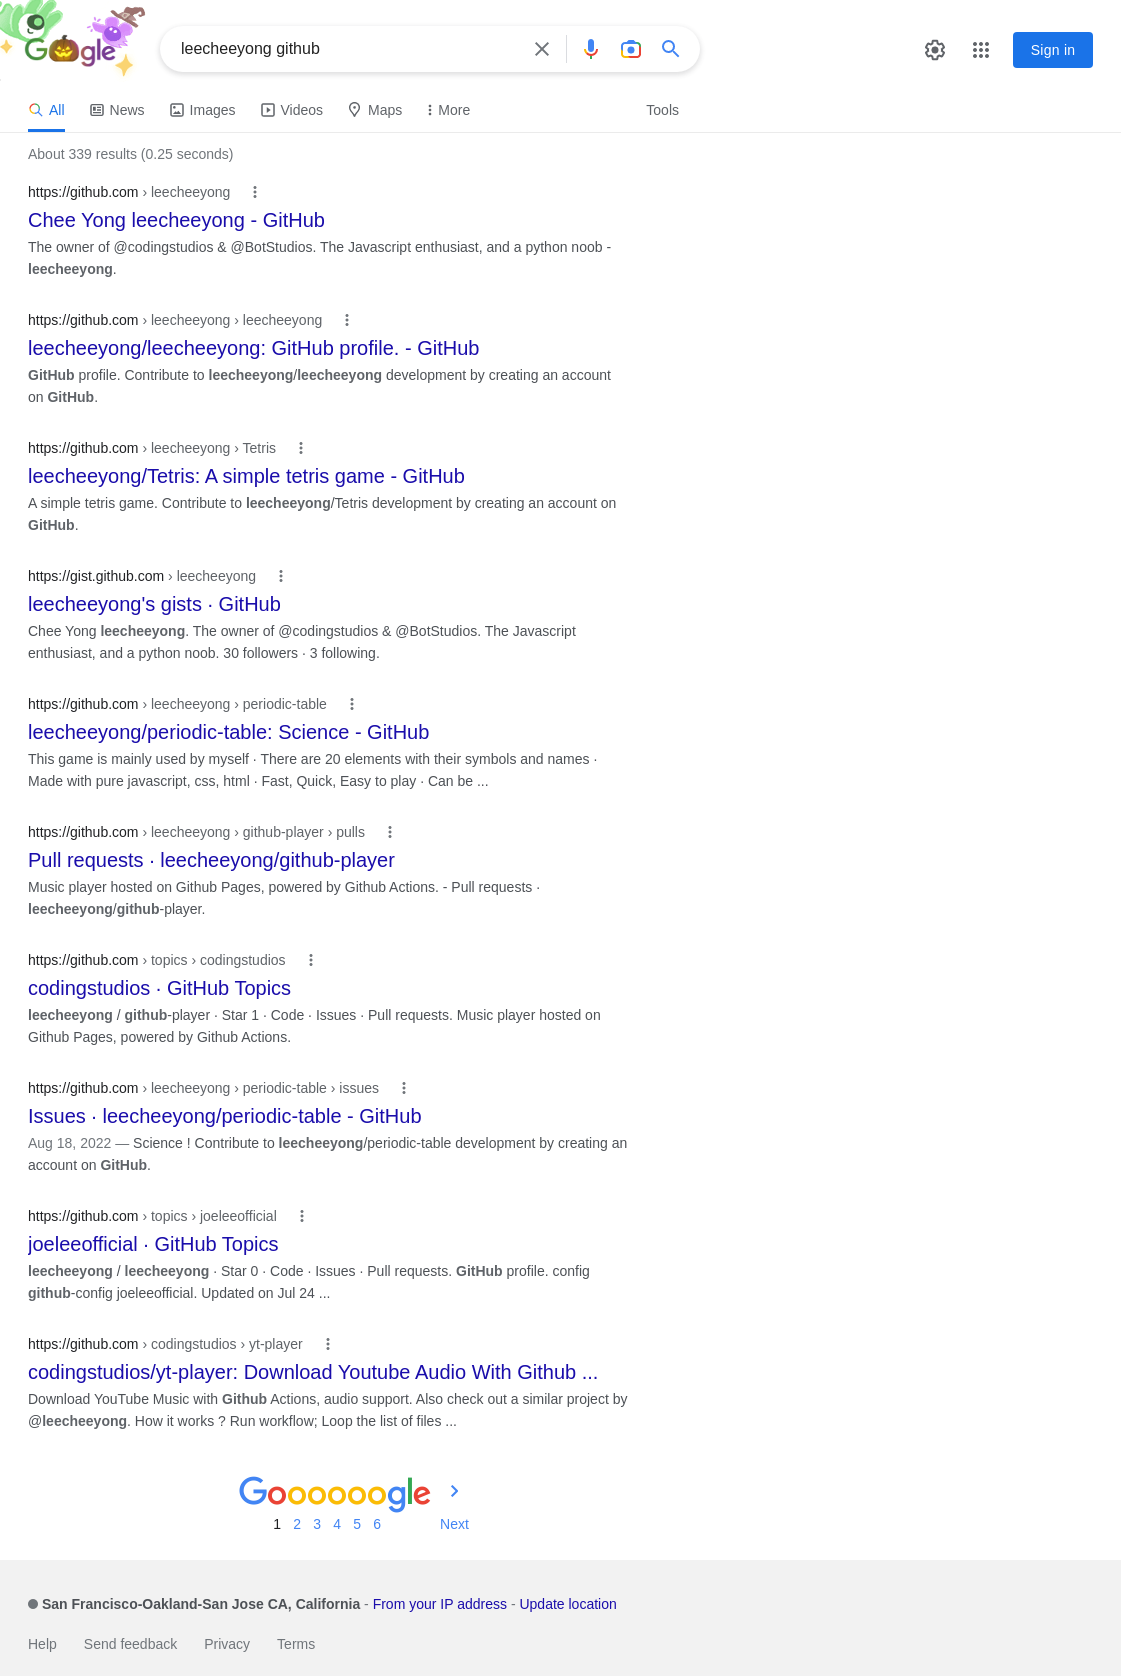 Google
leecheeyong github
Sign in
All News Images Videos Maps More Tools
About 339 results (0.25 seconds)
https://github.com › leecheeyong
Chee Yong leecheeyong - GitHub
The owner of @codingstudios & @BotStudios. The Javascript enthusiast, and a python noob -
leecheeyong.
https://github.com › leecheeyong › leecheeyong
leecheeyong/leecheeyong: GitHub profile. - GitHub
GitHub profile. Contribute to leecheeyong/leecheeyong development by creating an account
on GitHub.
https://github.com › leecheeyong › Tetris
leecheeyong/Tetris: A simple tetris game - GitHub
A simple tetris game. Contribute to leecheeyong/Tetris development by creating an account on
GitHub.
https://gist.github.com › leecheeyong
leecheeyong's gists · GitHub
Chee Yong leecheeyong. The owner of @codingstudios & @BotStudios. The Javascript
enthusiast, and a python noob. 30 followers · 3 following.
https://github.com › leecheeyong › periodic-table
leecheeyong/periodic-table: Science - GitHub
This game is mainly used by myself · There are 20 elements with their symbols and names ·
Made with pure javascript, css, html · Fast, Quick, Easy to play · Can be ...
https://github.com › leecheeyong › github-player › pulls
Pull requests · leecheeyong/github-player
Music player hosted on Github Pages, powered by Github Actions. - Pull requests ·
leecheeyong/github-player.
https://github.com › topics › codingstudios
codingstudios · GitHub Topics
leecheeyong / github-player · Star 1 · Code · Issues · Pull requests. Music player hosted on
Github Pages, powered by Github Actions.
https://github.com › leecheeyong › periodic-table › issues
Issues · leecheeyong/periodic-table - GitHub
Aug 18, 2022 — Science ! Contribute to leecheeyong/periodic-table development by creating an
account on GitHub.
https://github.com › topics › joeleeofficial
joeleeofficial · GitHub Topics
leecheeyong / leecheeyong · Star 0 · Code · Issues · Pull requests. GitHub profile. config
github-config joeleeofficial. Updated on Jul 24 ...
https://github.com › codingstudios › yt-player
codingstudios/yt-player: Download Youtube Audio With Github ...
Download YouTube Music with Github Actions, audio support. Also check out a similar project by
@leecheeyong. How it works ? Run workflow; Loop the list of files ...
Goooooogle
1 2 3 4 5 6 Next
San Francisco-Oakland-San Jose CA, California - From your IP address - Update location
Help Send feedback Privacy Terms